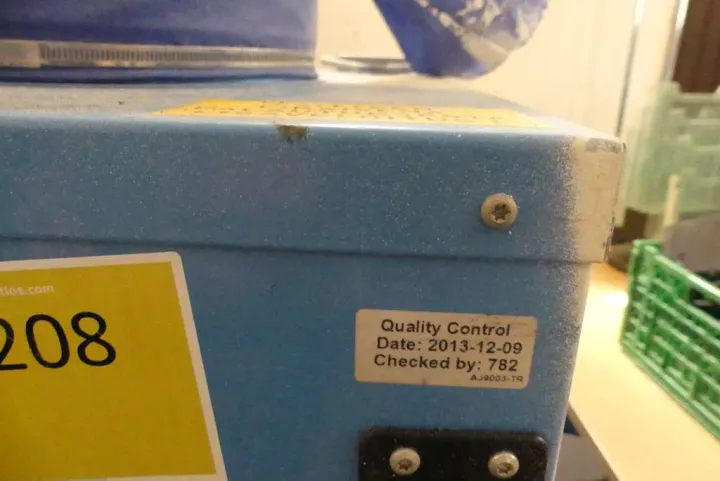 tios.com
208
Quality Control
Date: 2013-12-09
Checked by: 782
AJ9003-TR